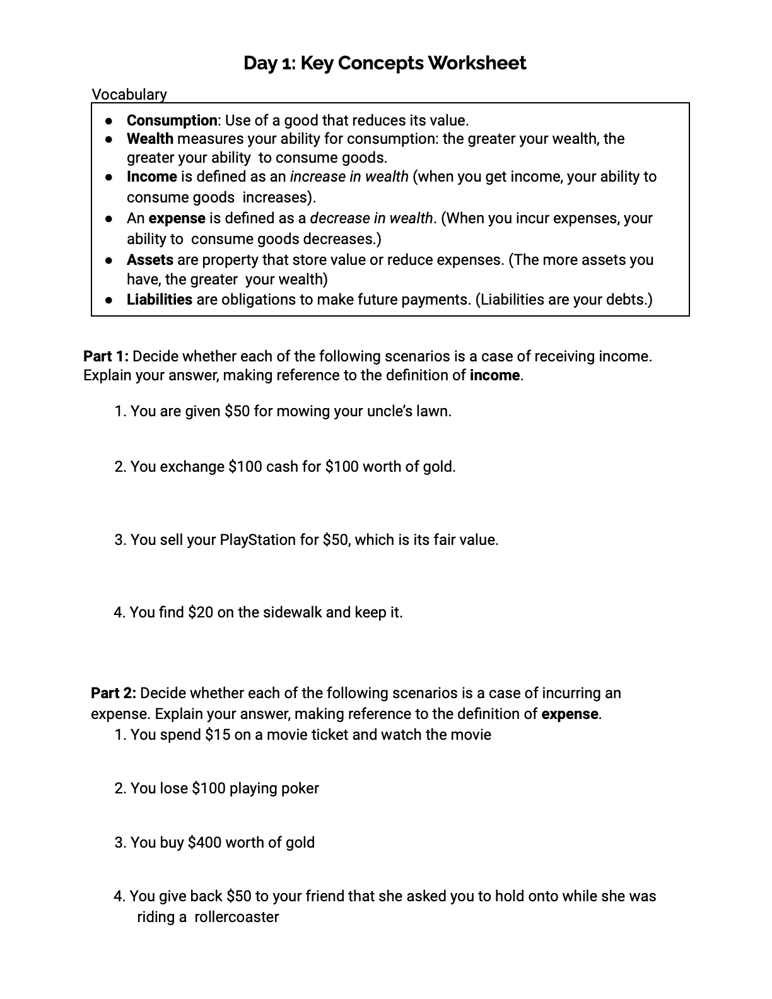 Day 1: Key Concepts Worksheet
Vocabulary
● Consumption: Use of a good that reduces its value.
● Wealth measures your ability for consumption: the greater your wealth, the
greater your ability  to consume goods.
● Income is defined as an increase in wealth (when you get income, your ability to
consume goods  increases).
● An expense is defined as a decrease in wealth. (When you incur expenses, your
ability to  consume goods decreases.)
● Assets are property that store value or reduce expenses. (The more assets you
have, the greater  your wealth)
● Liabilities are obligations to make future payments. (Liabilities are your debts.)
Part 1: Decide whether each of the following scenarios is a case of receiving income.
Explain your answer, making reference to the definition of income.
1. You are given $50 for mowing your uncle’s lawn.
2. You exchange $100 cash for $100 worth of gold.
3. You sell your PlayStation for $50, which is its fair value.
4. You find $20 on the sidewalk and keep it.
Part 2: Decide whether each of the following scenarios is a case of incurring an
expense. Explain your answer, making reference to the definition of expense.
1. You spend $15 on a movie ticket and watch the movie
2. You lose $100 playing poker
3. You buy $400 worth of gold
4. You give back $50 to your friend that she asked you to hold onto while she was
riding a  rollercoaster